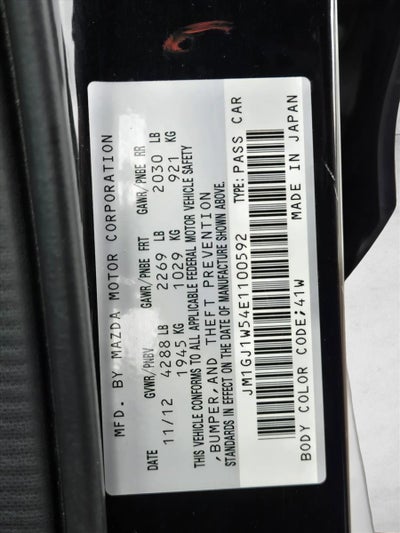 MFD. BY MAZDA MOTOR CORPORATION
GVWR/PNBV GAWR/PNBE FRT GAWR/PNBE RR
DATE 11/12 4288 LB 2269 LB 2030 LB
1945 KG 1029 KG 921 KG
THIS VEHICLE CONFORMS TO ALL APPLICABLE FEDERAL MOTOR VEHICLE SAFETY
,BUMPER,AND THEFT PREVENTION
STANDARDS IN EFFECT ON THE DATE OF MANUFACTURE SHOWN ABOVE.
JM1GJ1W54E1100592 TYPE: PASS CAR
BODY COLOR CODE;41W MADE IN JAPAN